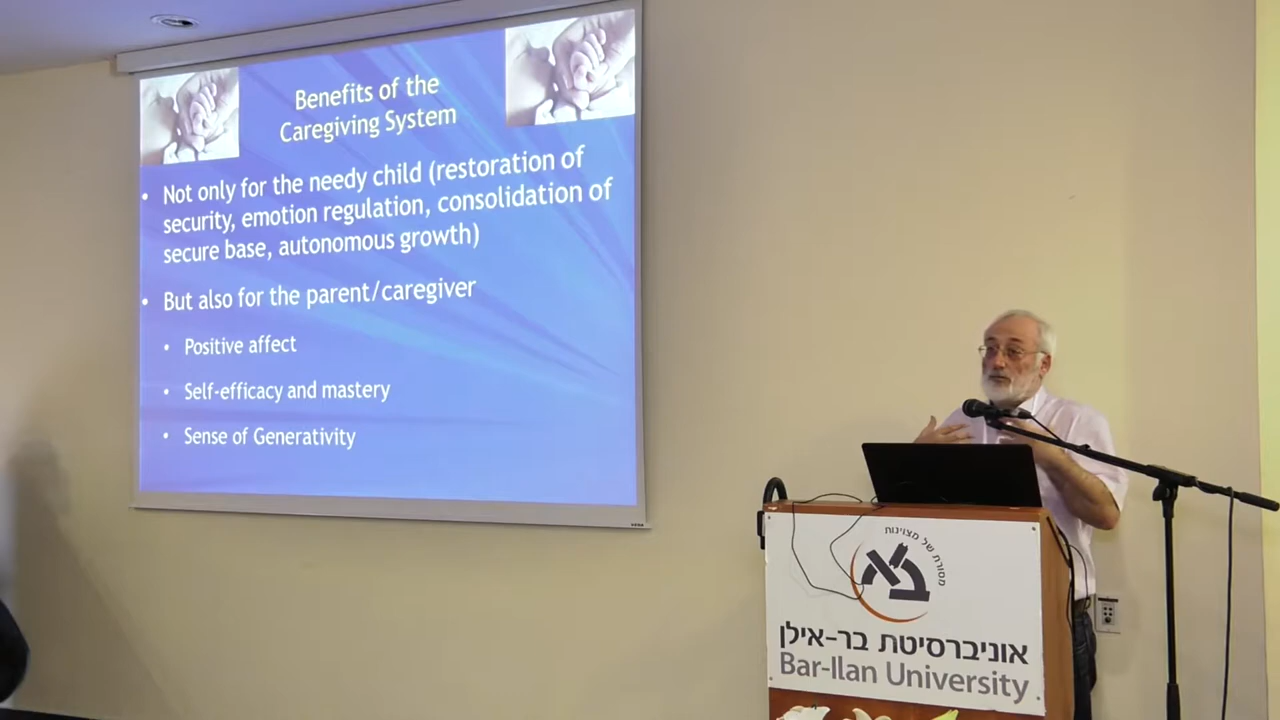 Benefits of the
Caregiving System
• Not only for the needy child (restoration of
security, emotion regulation, consolidation of
secure base, autonomous growth)
• But also for the parent/caregiver
• Positive affect
• Self-efficacy and mastery
• Sense of Generativity
מסורת של מצוינות
אוניברסיטת בר-אילן
Bar-Ilan University